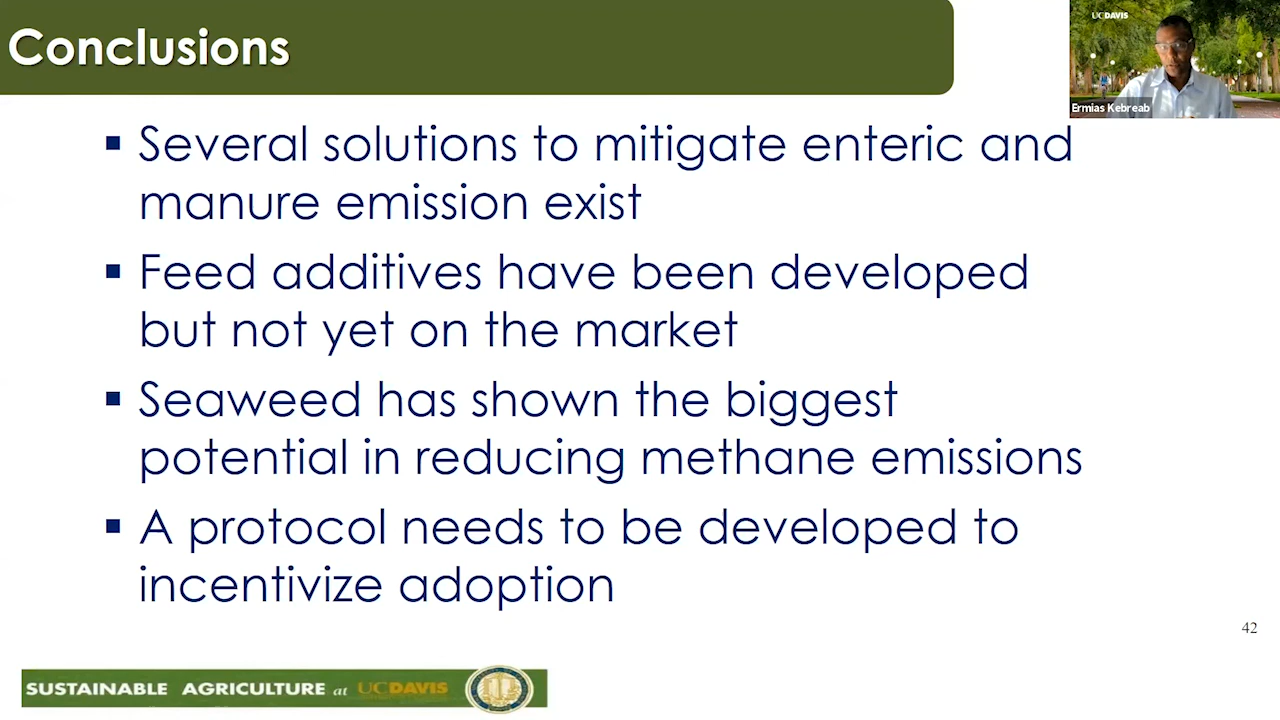 Conclusions
UCDAVIS
Ermias Kebreab
▪ Several solutions to mitigate enteric and
manure emission exist
▪ Feed additives have been developed
but not yet on the market
▪ Seaweed has shown the biggest
potential in reducing methane emissions
▪ A protocol needs to be developed to
incentivize adoption
42
SUSTAINABLE AGRICULTURE at UCDAVIS